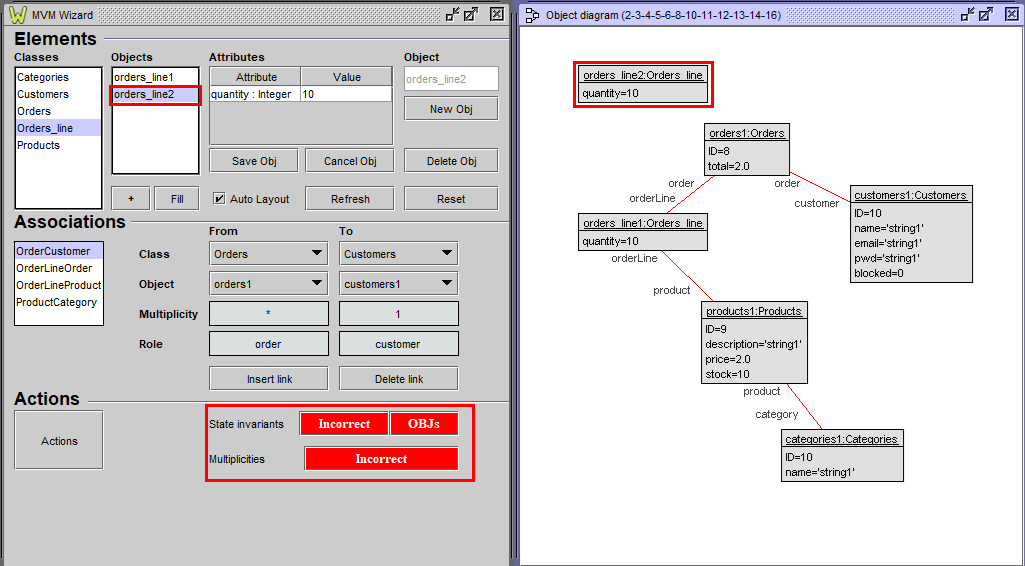 MVM Wizard
Elements
Classes
Objects
Attributes
Object
Categories
Customers
Orders
Orders_line
Products
orders_line1
orders_line2
Attribute Value
quantity : Integer 10
orders_line2
New Obj
Save Obj
Cancel Obj
Delete Obj
+
Fill
Auto Layout
Refresh
Reset
Associations
OrderCustomer
OrderLineOrder
OrderLineProduct
ProductCategory
From To
Class Orders Customers
Object orders1 customers1
Multiplicity * 1
Role order customer
Insert link
Delete link
Actions
Actions
State invariants Incorrect OBJs
Multiplicities Incorrect
Object diagram (2-3-4-5-6-8-10-11-12-13-14-16)
orders_line2:Orders_line
quantity=10
orders1:Orders
ID=8
total=2.0
order
order
orderLine
customer
customers1:Customers
ID=10
name='string1'
email='string1'
pwd='string1'
blocked=0
orders_line1:Orders_line
quantity=10
orderLine
product
products1:Products
ID=9
description='string1'
price=2.0
stock=10
product
category
categories1:Categories
ID=10
name='string1'